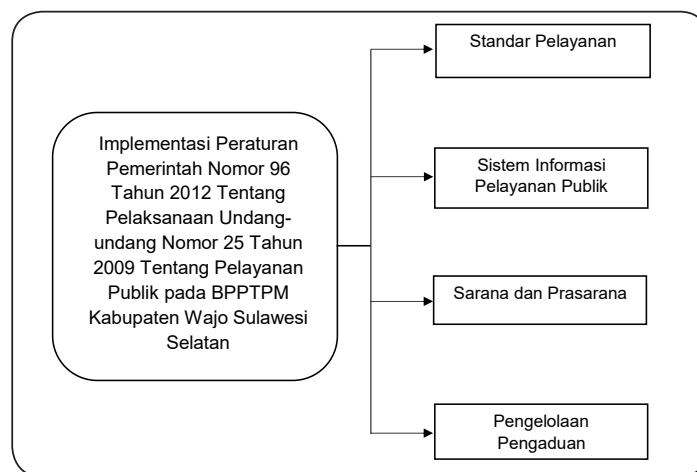 Implementasi Peraturan
Pemerintah Nomor 96
Tahun 2012 Tentang
Pelaksanaan Undang-
undang Nomor 25 Tahun
2009 Tentang Pelayanan
Publik pada BPPTPM
Kabupaten Wajo Sulawesi
Selatan
Standar Pelayanan
Sistem Informasi
Pelayanan Publik
Sarana dan Prasarana
Pengelolaan
Pengaduan